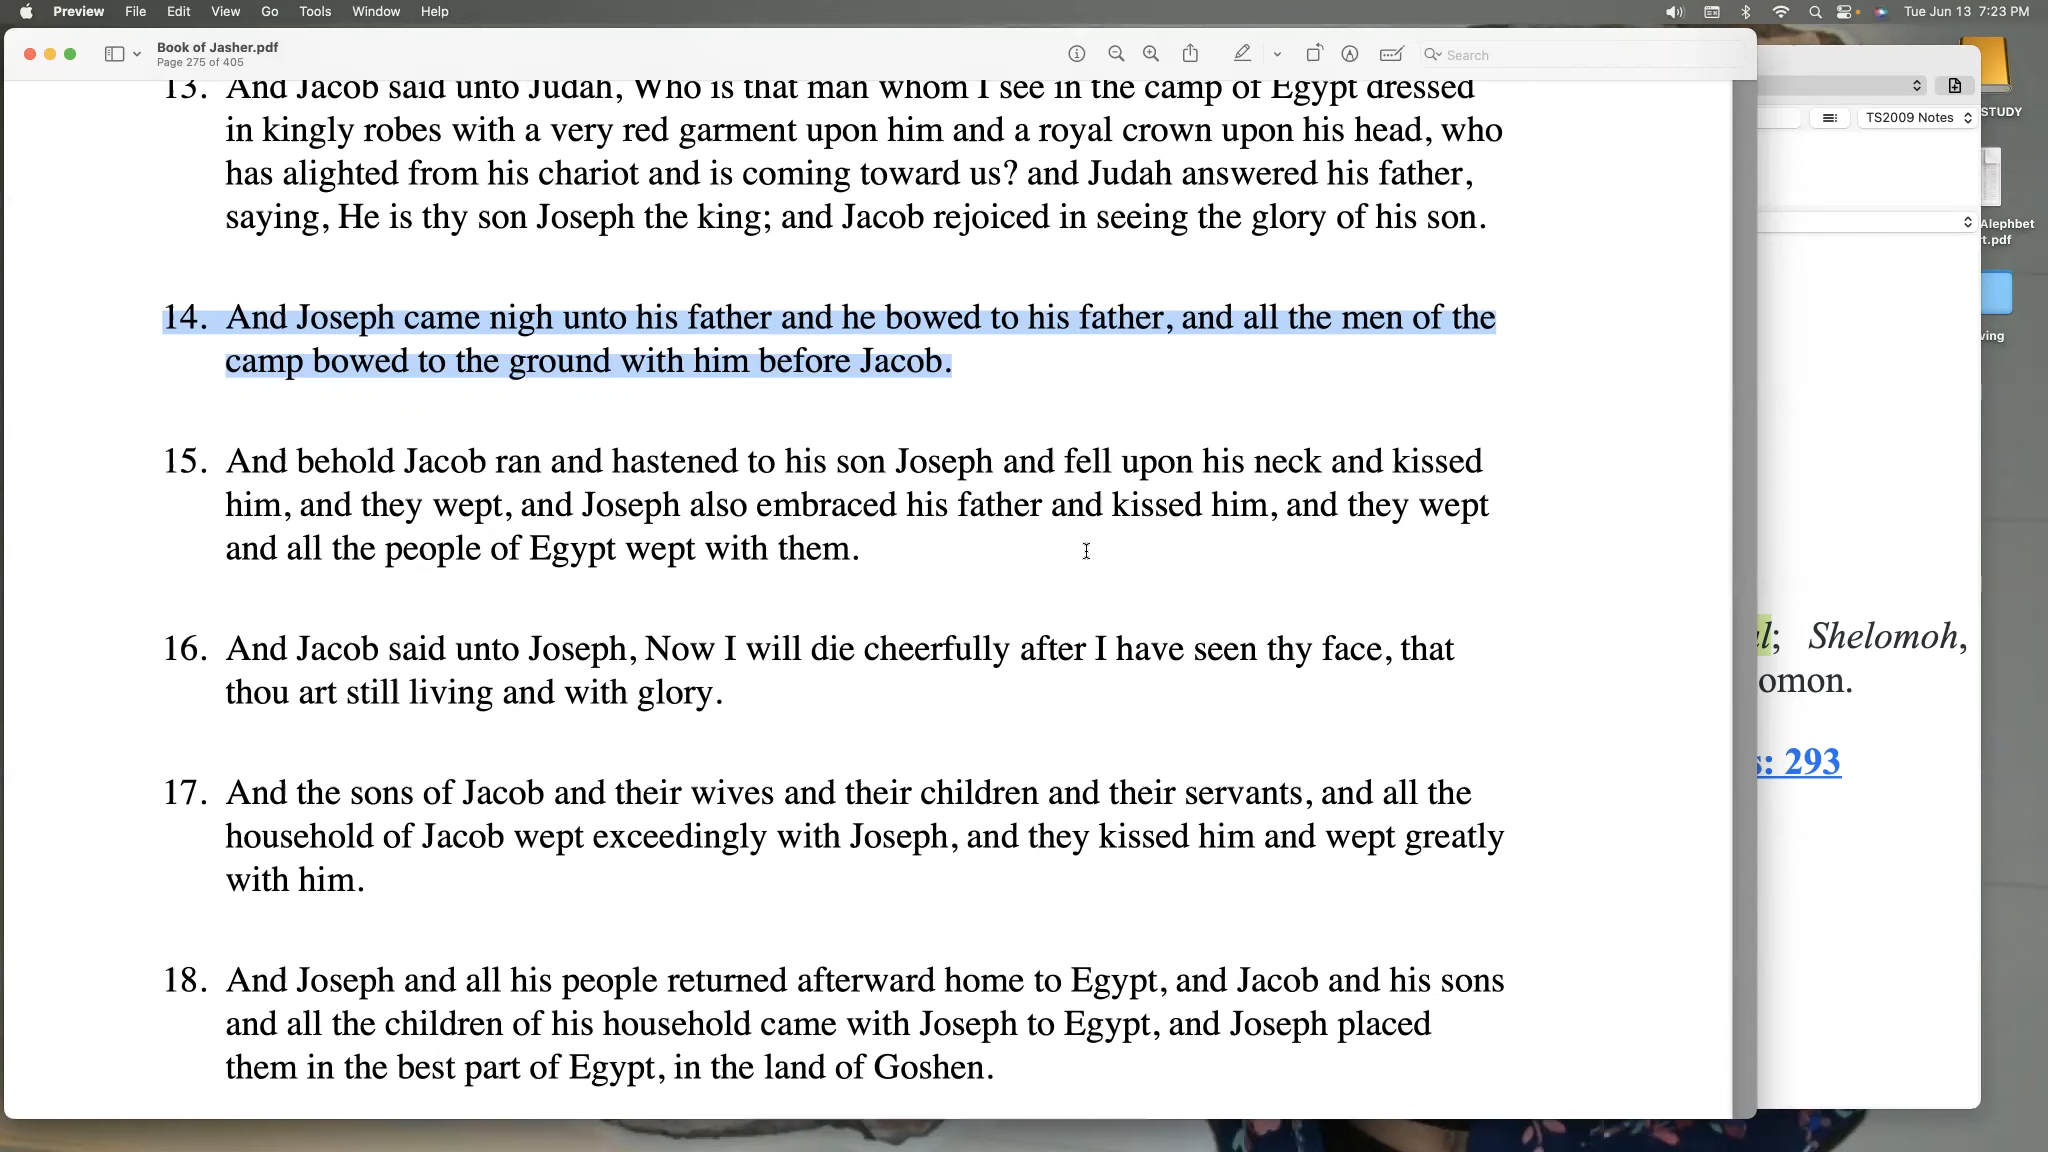 Preview File Edit View Go Tools Window Help
Tue Jun 13 7:23 PM
Book of Jasher.pdf
Page 275 of 405
Search
13. And Jacob said unto Judah, Who is that man whom I see in the camp of Egypt dressed
in kingly robes with a very red garment upon him and a royal crown upon his head, who
has alighted from his chariot and is coming toward us? and Judah answered his father,
saying, He is thy son Joseph the king; and Jacob rejoiced in seeing the glory of his son.
14. And Joseph came nigh unto his father and he bowed to his father, and all the men of the
camp bowed to the ground with him before Jacob.
15. And behold Jacob ran and hastened to his son Joseph and fell upon his neck and kissed
him, and they wept, and Joseph also embraced his father and kissed him, and they wept
and all the people of Egypt wept with them.
16. And Jacob said unto Joseph, Now I will die cheerfully after I have seen thy face, that
thou art still living and with glory.
17. And the sons of Jacob and their wives and their children and their servants, and all the
household of Jacob wept exceedingly with Joseph, and they kissed him and wept greatly
with him.
18. And Joseph and all his people returned afterward home to Egypt, and Jacob and his sons
and all the children of his household came with Joseph to Egypt, and Joseph placed
them in the best part of Egypt, in the land of Goshen.
STUDY
TS2009 Notes
Alephbet
t.pdf
ving
l; Shelomoh,
omon.
s: 293